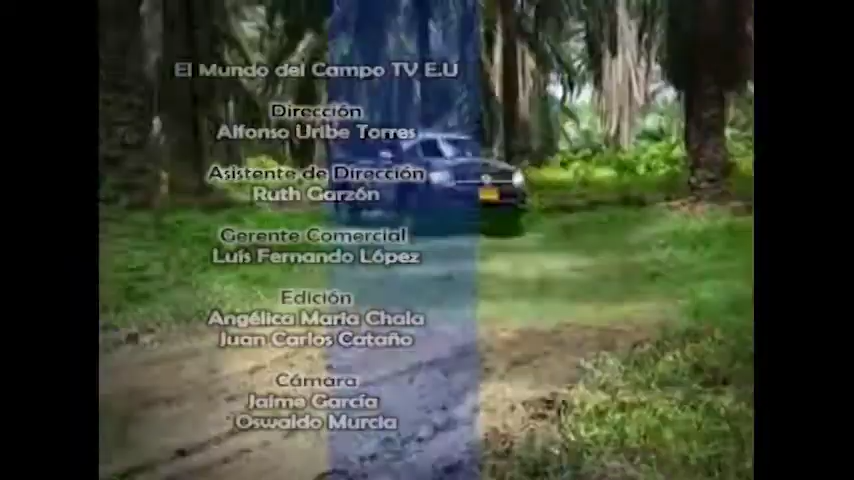 El Mundo del Campo TV E.U
Dirección
Alfonso Uribe Torres
Asistente de Dirección
Ruth Garzón
Gerente Comercial
Luis Fernando López
Edición
Angélica Maria Chala
Juan Carlos Cataño
Cámara
Jaime García
Oswaldo Murcia